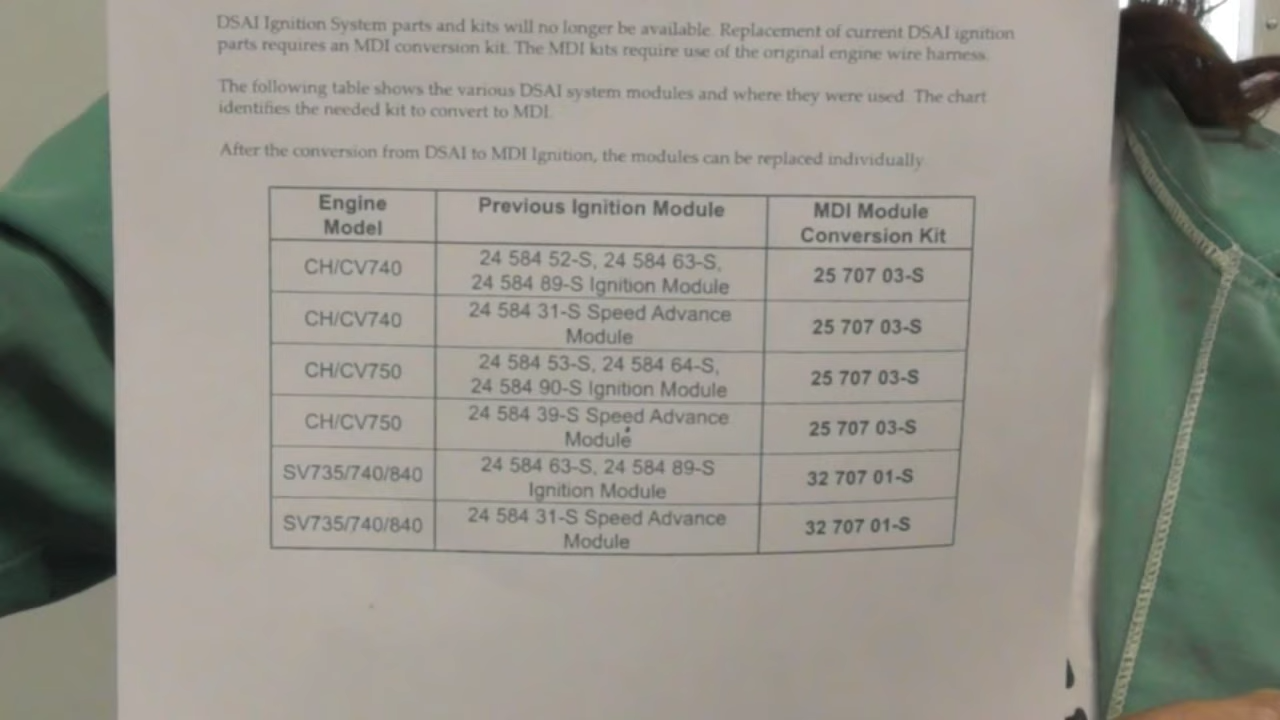 DSAI Ignition System parts and kits will no longer be available. Replacement of current DSAI ignition
parts requires an MDI conversion kit. The MDI kits require use of the original engine wire harness.
The following table shows the various DSAI system modules and where they were used. The chart
identifies the needed kit to convert to MDI.
After the conversion from DSAI to MDI Ignition, the modules can be replaced individually.
Engine
Model
Previous Ignition Module
MDI Module
Conversion Kit
CH/CV740
24 584 52-S, 24 584 63-S,
24 584 89-S Ignition Module
25 707 03-S
CH/CV740
24 584 31-S Speed Advance
Module
25 707 03-S
CH/CV750
24 584 53-S, 24 584 64-S,
24 584 90-S Ignition Module
25 707 03-S
CH/CV750
24 584 39-S Speed Advance
Module
25 707 03-S
SV735/740/840
24 584 63-S, 24 584 89-S
Ignition Module
32 707 01-S
SV735/740/840
24 584 31-S Speed Advance
Module
32 707 01-S